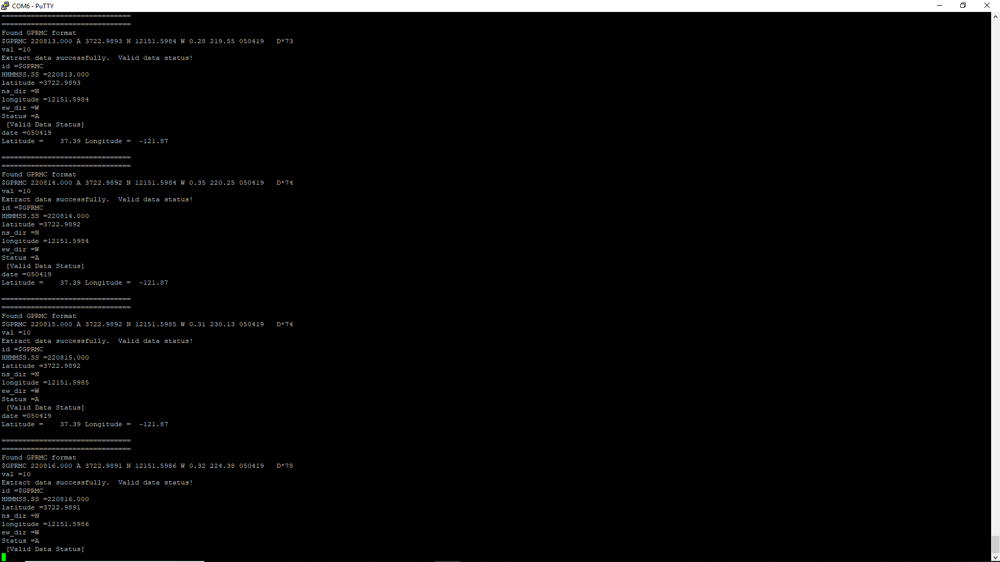 COM6 - PuTTY
===============================
===============================
Found GPRMC format
$GPRMC 220813.000 A 3722.9893 N 12151.5984 W 0.28 219.55 050419   D*73
val =10
Extract data successfully.  Valid data status!
id =$GPRMC
HHMMSS.SS =220813.000
latitude =3722.9893
ns_dir =N
longitude =12151.5984
ew_dir =W
Status =A
 [Valid Data Status]
date =050419
Latitude =    37.39 Longitude =  -121.87
===============================
===============================
Found GPRMC format
$GPRMC 220814.000 A 3722.9892 N 12151.5984 W 0.35 220.25 050419   D*74
val =10
Extract data successfully.  Valid data status!
id =$GPRMC
HHMMSS.SS =220814.000
latitude =3722.9892
ns_dir =N
longitude =12151.5984
ew_dir =W
Status =A
 [Valid Data Status]
date =050419
Latitude =    37.39 Longitude =  -121.87
===============================
===============================
Found GPRMC format
$GPRMC 220815.000 A 3722.9892 N 12151.5985 W 0.31 230.13 050419   D*74
val =10
Extract data successfully.  Valid data status!
id =$GPRMC
HHMMSS.SS =220815.000
latitude =3722.9892
ns_dir =N
longitude =12151.5985
ew_dir =W
Status =A
 [Valid Data Status]
date =050419
Latitude =    37.39 Longitude =  -121.87
===============================
===============================
Found GPRMC format
$GPRMC 220816.000 A 3722.9891 N 12151.5986 W 0.32 224.38 050419   D*78
val =10
Extract data successfully.  Valid data status!
id =$GPRMC
HHMMSS.SS =220816.000
latitude =3722.9891
ns_dir =N
longitude =12151.5986
ew_dir =W
Status =A
 [Valid Data Status]